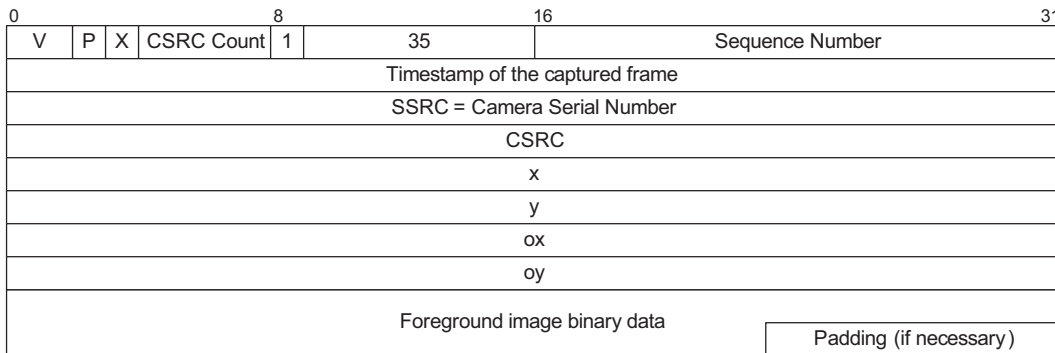 0 8 16 31
V P X CSRC Count 1 35 Sequence Number
Timestamp of the captured frame
SSRC = Camera Serial Number
CSRC
x
y
ox
oy
Foreground image binary data
Padding (if necessary)